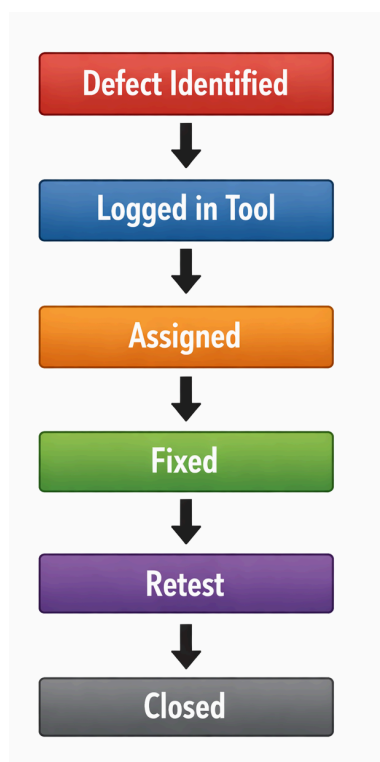 Defect Identified
Logged in Tool
Assigned
Fixed
Retest
Closed